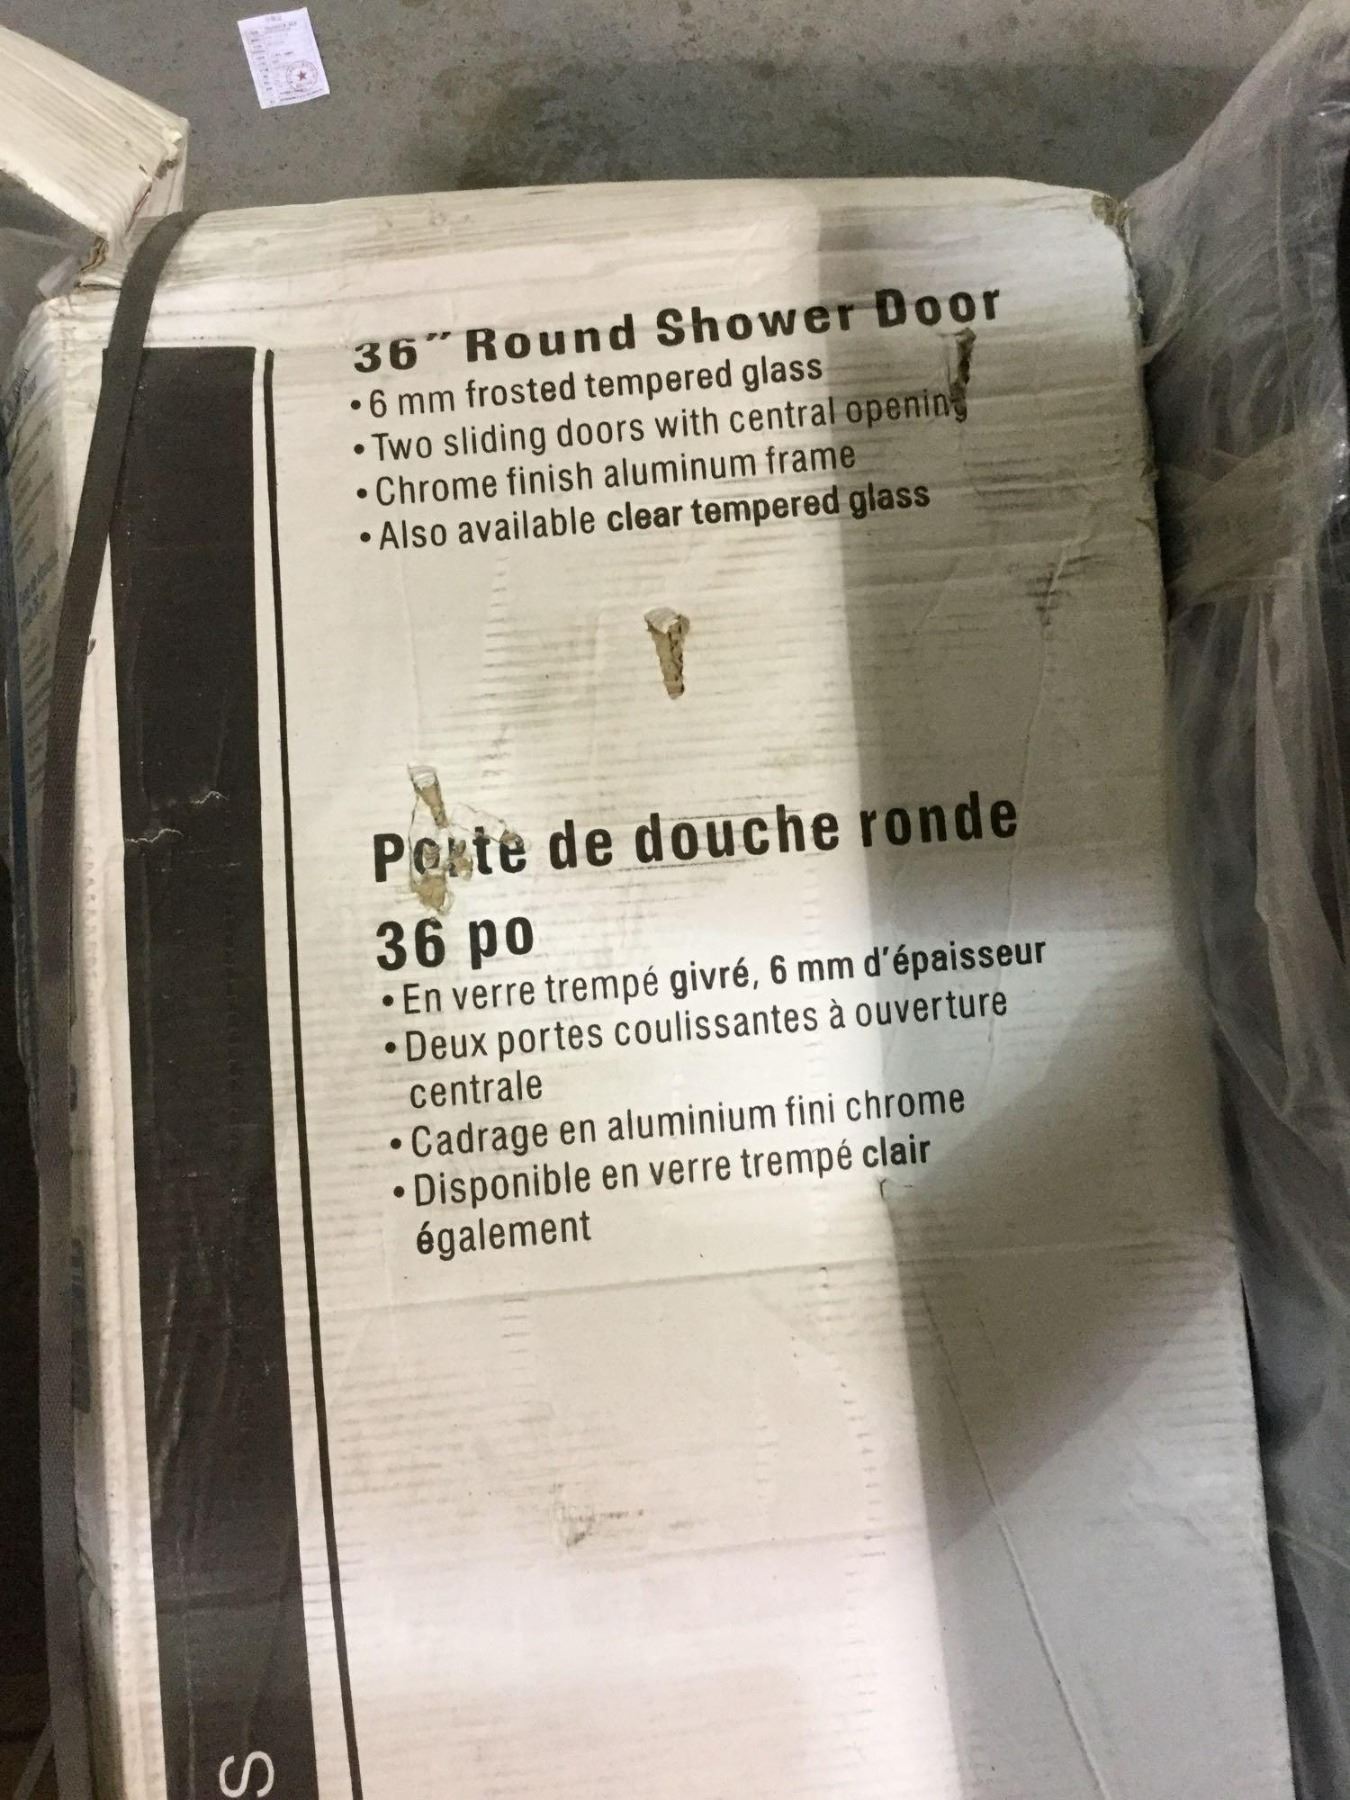 36" Round Shower Door
• 6 mm frosted tempered glass
• Two sliding doors with central opening
• Chrome finish aluminum frame
• Also available clear tempered glass
Porte de douche ronde
36 po
• En verre trempé givré, 6 mm d'épaisseur
• Deux portes coulissantes à ouverture
centrale
• Cadrage en aluminium fini chrome
• Disponible en verre trempé clair
également
S